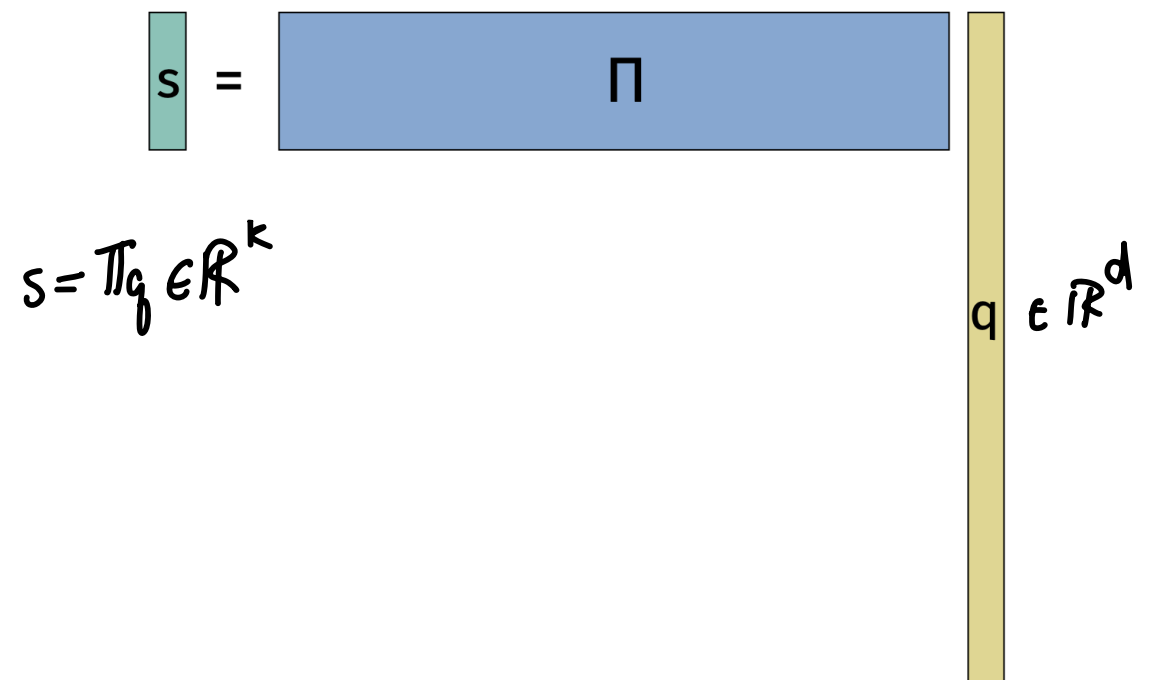 s = Π
s = Πq ∈ ℝ^k
q ∈ ℝ^d